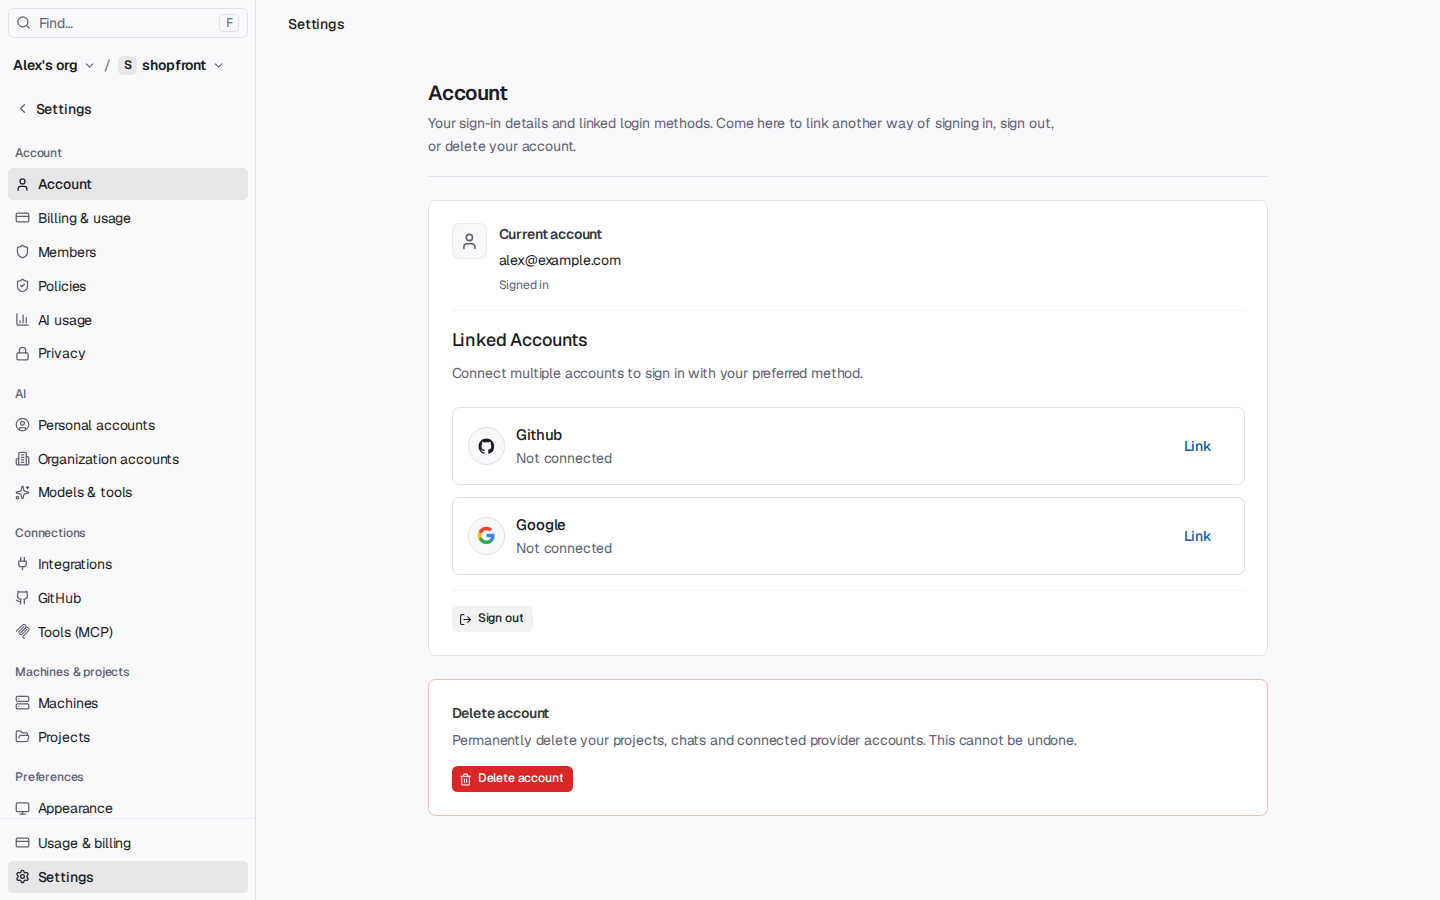 Find...
F
Alex's org / S shopfront
Settings
Account
Account
Billing & usage
Members
Policies
AI usage
Privacy
AI
Personal accounts
Organization accounts
Models & tools
Connections
Integrations
GitHub
Tools (MCP)
Machines & projects
Machines
Projects
Preferences
Appearance
Usage & billing
Settings
Settings
Account
Your sign-in details and linked login methods. Come here to link another way of signing in, sign out,
or delete your account.
Current account
alex@example.com
Signed in
Linked Accounts
Connect multiple accounts to sign in with your preferred method.
Github
Not connected
Link
Google
Not connected
Link
Sign out
Delete account
Permanently delete your projects, chats and connected provider accounts. This cannot be undone.
Delete account